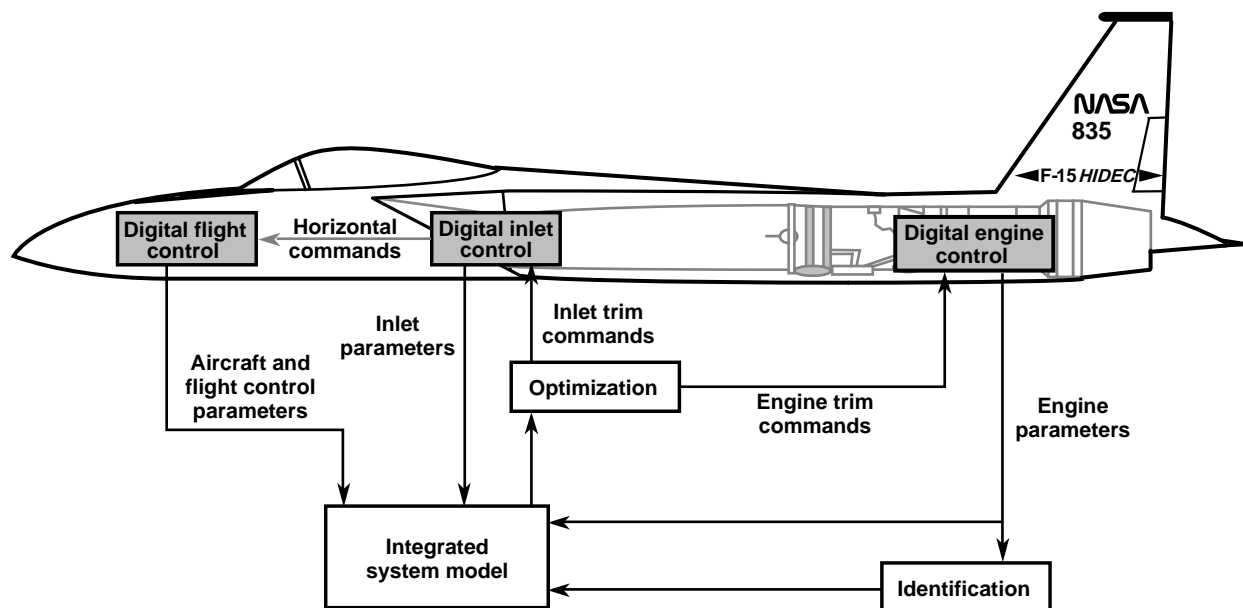 NASA
835
F-15 HIDEC
Digital flight
control
Horizontal
commands
Digital inlet
control
Digital engine
control
Inlet
parameters
Inlet trim
commands
Aircraft and
flight control
parameters
Optimization
Engine trim
commands
Engine
parameters
Integrated
system model
Identification